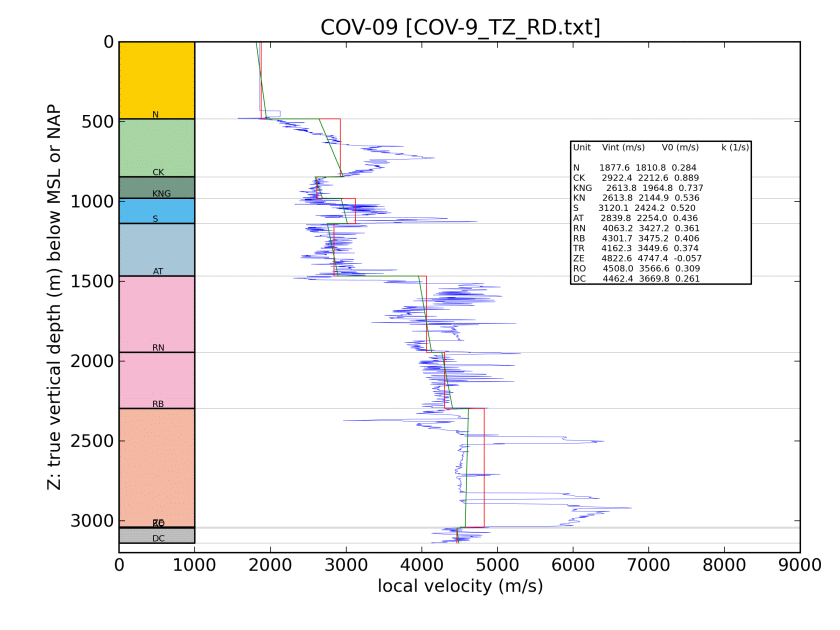 COV-09 [COV-9_TZ_RD.txt]
Z: true vertical depth (m) below MSL or NAP
0
500
1000
1500
2000
2500
3000
N
CK
KNG
S
AT
RN
RB
DC
Unit Vint (m/s) V0 (m/s) k (1/s)
N 1877.6 1810.8 0.284
CK 2922.4 2212.6 0.889
KNG 2613.8 1964.8 0.737
KN 2613.8 2144.9 0.536
S 3120.1 2424.2 0.520
AT 2839.8 2254.0 0.436
RN 4063.2 3427.2 0.361
RB 4301.7 3475.2 0.406
TR 4162.3 3449.6 0.374
ZE 4822.6 4747.4 -0.057
RO 4508.0 3566.6 0.309
DC 4462.4 3669.8 0.261
0 1000 2000 3000 4000 5000 6000 7000 8000 9000
local velocity (m/s)